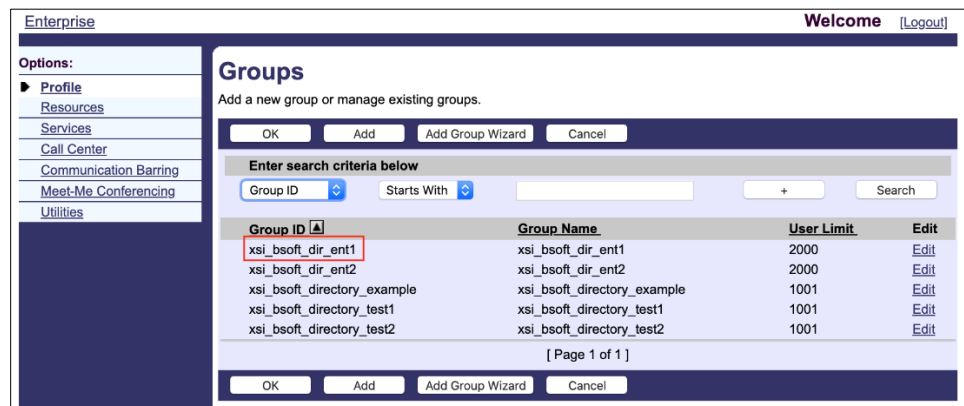 Enterprise Welcome [Logout]
Options:
Profile
Resources
Services
Call Center
Communication Barring
Meet-Me Conferencing
Utilities
Groups
Add a new group or manage existing groups.
OK Add Add Group Wizard Cancel
Enter search criteria below
Group ID Starts With + Search
Group ID Group Name User Limit Edit
xsi_bsoft_dir_ent1 xsi_bsoft_dir_ent1 2000 Edit
xsi_bsoft_dir_ent2 xsi_bsoft_dir_ent2 2000 Edit
xsi_bsoft_directory_example xsi_bsoft_directory_example 1001 Edit
xsi_bsoft_directory_test1 xsi_bsoft_directory_test1 1001 Edit
xsi_bsoft_directory_test2 xsi_bsoft_directory_test2 1001 Edit
[ Page 1 of 1 ]
OK Add Add Group Wizard Cancel